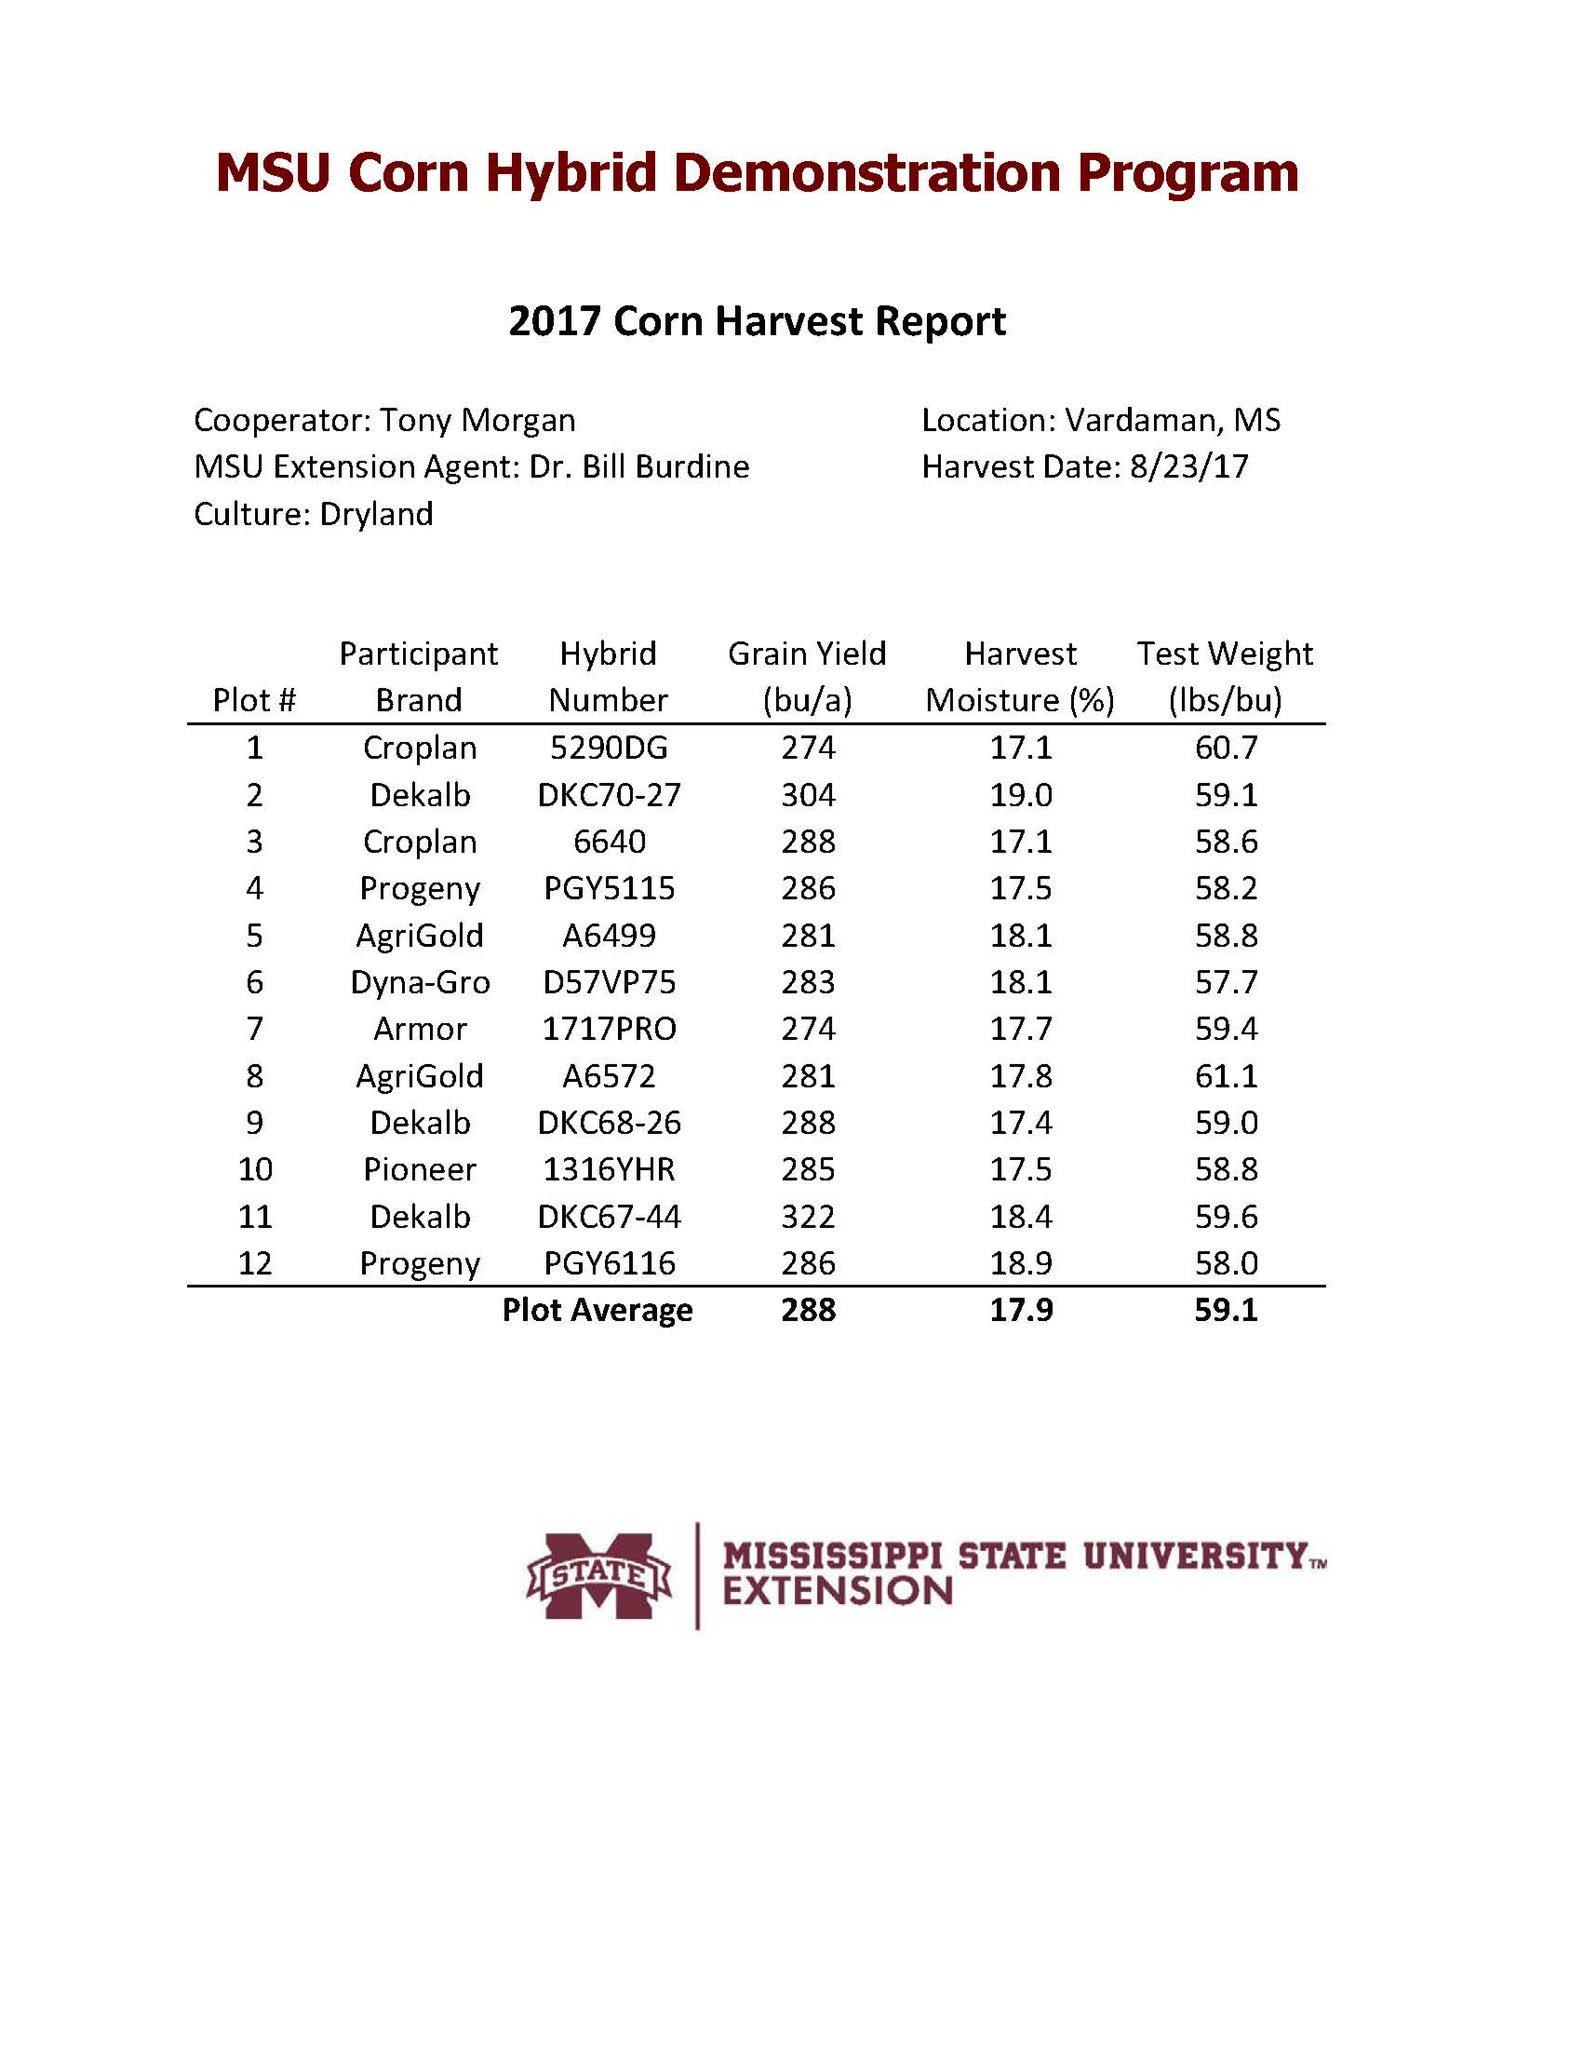 MSU Corn Hybrid Demonstration Program
2017 Corn Harvest Report
Cooperator: Tony Morgan Location: Vardaman, MS
MSU Extension Agent: Dr. Bill Burdine Harvest Date: 8/23/17
Culture: Dryland
Participant Hybrid Grain Yield Harvest Test Weight
Plot # Brand Number (bu/a) Moisture (%) (lbs/bu)
1 Croplan 5290DG 274 17.1 60.7
2 Dekalb DKC70-27 304 19.0 59.1
3 Croplan 6640 288 17.1 58.6
4 Progeny PGY5115 286 17.5 58.2
5 AgriGold A6499 281 18.1 58.8
6 Dyna-Gro D57VP75 283 18.1 57.7
7 Armor 1717PRO 274 17.7 59.4
8 AgriGold A6572 281 17.8 61.1
9 Dekalb DKC68-26 288 17.4 59.0
10 Pioneer 1316YHR 285 17.5 58.8
11 Dekalb DKC67-44 322 18.4 59.6
12 Progeny PGY6116 286 18.9 58.0
Plot Average 288 17.9 59.1
STATE
MISSISSIPPI STATE UNIVERSITY™
EXTENSION